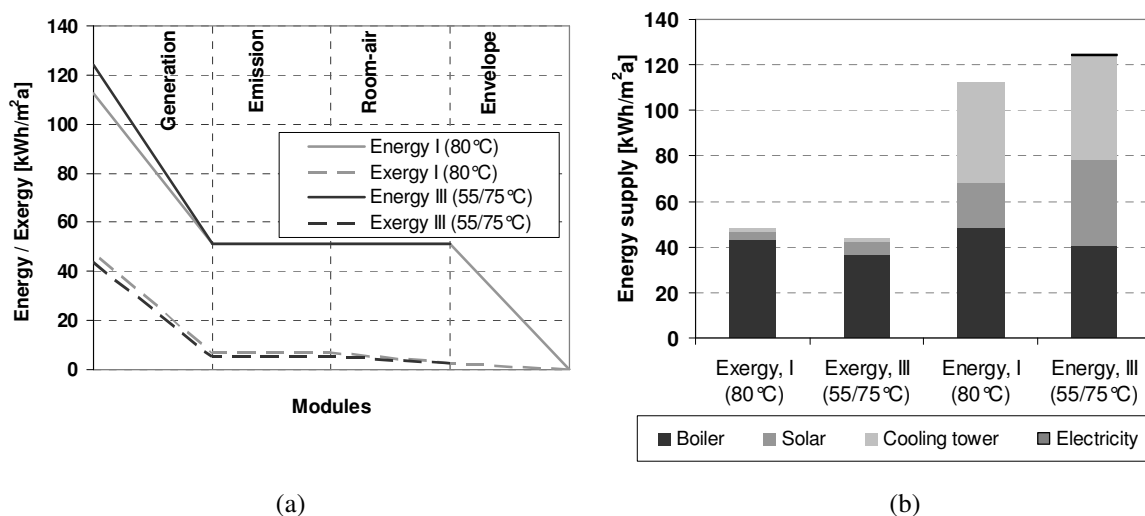 (a)
140
120
100
80
60
40
20
0
Energy / Exergy [kWh/m²a]
Generation
Emission
Room-air
Envelope
Energy I (80°C)
Exergy I (80°C)
Energy III (55/75°C)
Exergy III (55/75°C)
Modules
(b)
140
120
100
80
60
40
20
0
Energy supply [kWh/m²a]
Exergy, I
(80°C)
Exergy, III
(55/75°C)
Energy, I
(80°C)
Energy, III
(55/75°C)
Boiler
Solar
Cooling tower
Electricity
(a)
(b)